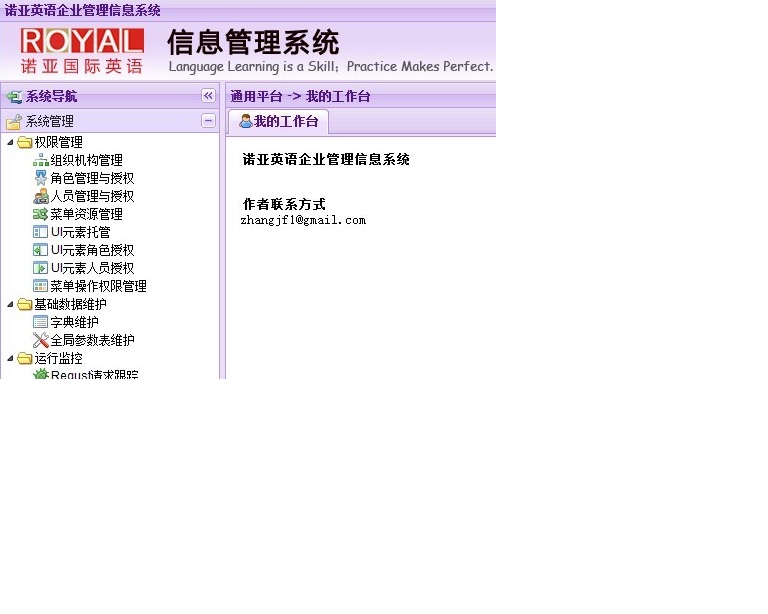 诺亚英语企业管理信息系统
ROYAL
诺亚国际英语
信息管理系统
Language Learning is a Skill; Practice Makes Perfect.
系统导航
系统管理
权限管理
组织机构管理
角色管理与授权
人员管理与授权
菜单资源管理
UI元素托管
UI元素角色授权
UI元素人员授权
菜单操作权限管理
基础数据维护
字典维护
全局参数表维护
运行监控
Requst请求跟踪
通用平台 -> 我的工作台
我的工作台
诺亚英语企业管理信息系统
作者联系方式
zhangjf1@gmail.com